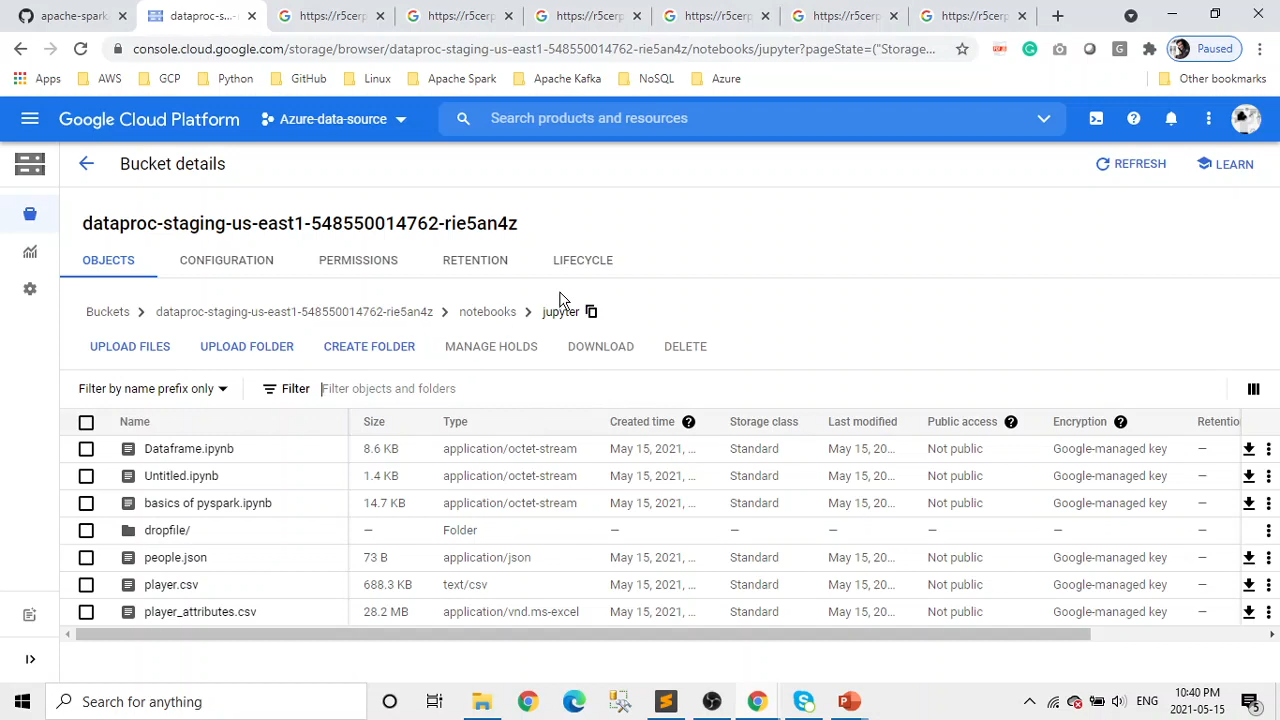 apache-spark
dataproc-s...
https://r5cerp
https://r5cerp
https://r5cerp
https://r5cerp
https://r5cerp
https://r5cerp
console.cloud.google.com/storage/browser/dataproc-staging-us-east1-548550014762-rie5an4z/notebooks/jupyter?pageState=("Storage...
Paused
Apps
AWS
GCP
Python
GitHub
Linux
Apache Spark
Apache Kafka
NoSQL
Azure
Other bookmarks
Google Cloud Platform
Azure-data-source
Search products and resources
Bucket details
REFRESH
LEARN
dataproc-staging-us-east1-548550014762-rie5an4z
OBJECTS
CONFIGURATION
PERMISSIONS
RETENTION
LIFECYCLE
Buckets > dataproc-staging-us-east1-548550014762-rie5an4z > notebooks > jupyter
UPLOAD FILES
UPLOAD FOLDER
CREATE FOLDER
MANAGE HOLDS
DOWNLOAD
DELETE
Filter by name prefix only
Filter
Filter objects and folders
Name Size Type Created time Storage class Last modified Public access Encryption Retentio
Dataframe.ipynb 8.6 KB application/octet-stream May 15, 2021, ... Standard May 15, 20... Not public Google-managed key —
Untitled.ipynb 1.4 KB application/octet-stream May 15, 2021, ... Standard May 15, 20... Not public Google-managed key —
basics of pyspark.ipynb 14.7 KB application/octet-stream May 15, 2021, ... Standard May 15, 20... Not public Google-managed key —
dropfile/ — Folder — — — — — —
people.json 73 B application/json May 15, 2021, ... Standard May 15, 20... Not public Google-managed key —
player.csv 688.3 KB text/csv May 15, 2021, ... Standard May 15, 20... Not public Google-managed key —
player_attributes.csv 28.2 MB application/vnd.ms-excel May 15, 2021, ... Standard May 15, 20... Not public Google-managed key —
Search for anything
ENG
10:40 PM
2021-05-15
5